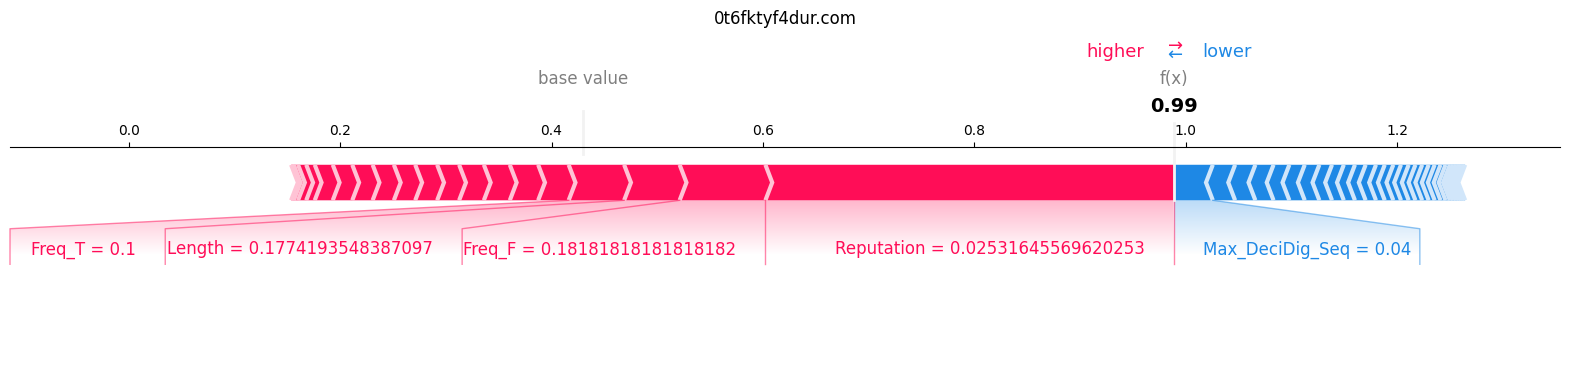 0t6fktyf4dur.com
higher ⇄ lower
base value f(x)
0.99
0.0 0.2 0.4 0.6 0.8 1.0 1.2
Freq_T = 0.1 Length = 0.1774193548387097 Freq_F = 0.18181818181818182 Reputation = 0.02531645569620253 Max_DeciDig_Seq = 0.04